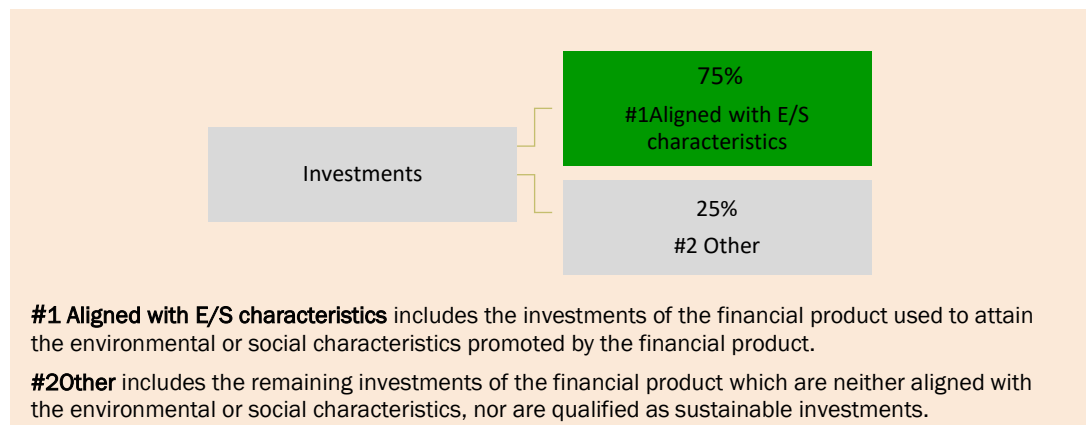 75%
#1Aligned with E/S
characteristics
Investments
25%
#2 Other
#1 Aligned with E/S characteristics includes the investments of the financial product used to attain
the environmental or social characteristics promoted by the financial product.
#2Other includes the remaining investments of the financial product which are neither aligned with
the environmental or social characteristics, nor are qualified as sustainable investments.